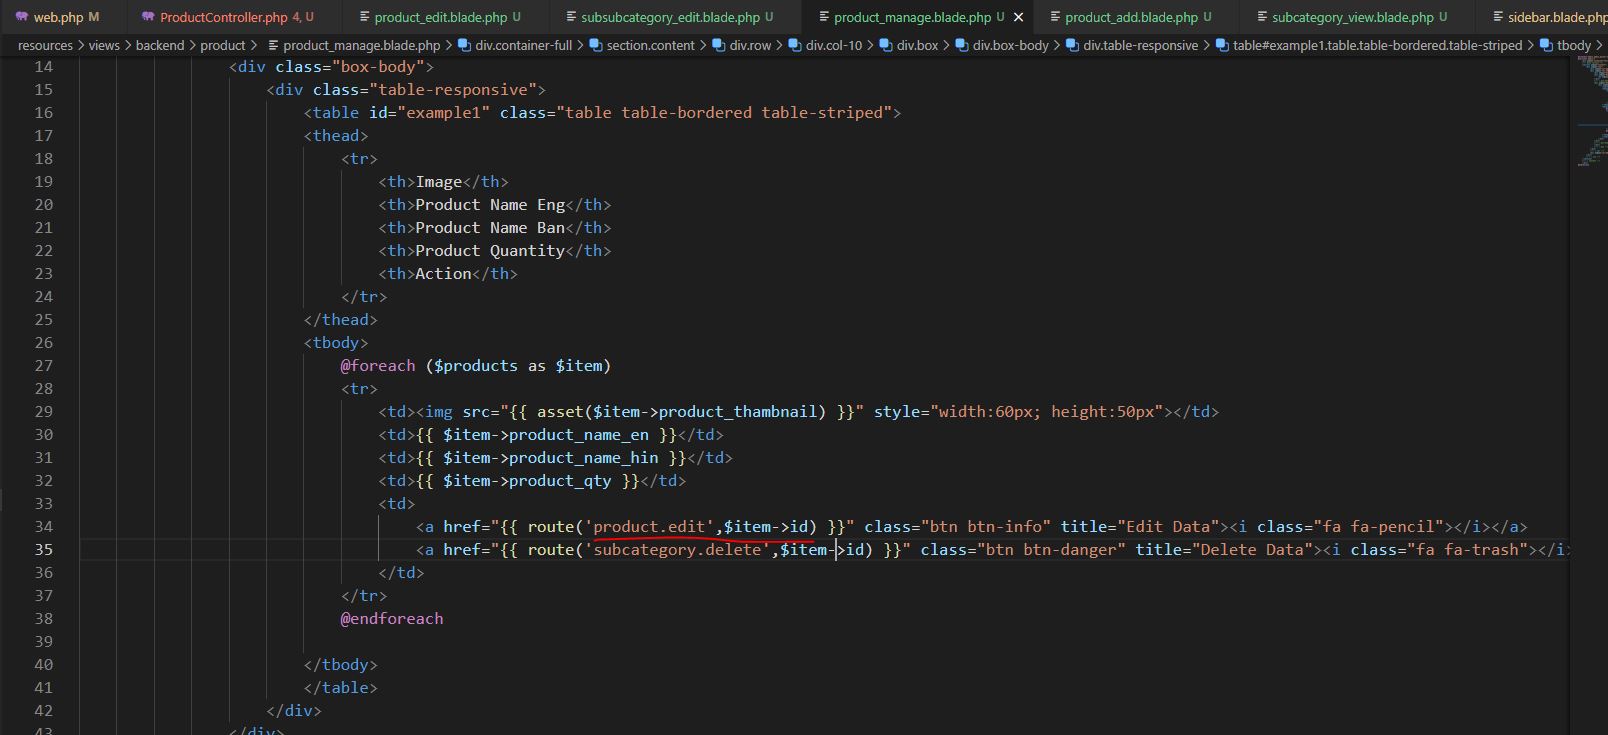 web.php M ProductController.php 4, U product_edit.blade.php U subsubcategory_edit.blade.php U product_manage.blade.php U × product_add.blade.php U subcategory_view.blade.php U sidebar.blade.php
resources > views > backend > product > product_manage.blade.php > div.container-full > section.content > div.row > div.col-10 > div.box > div.box-body > div.table-responsive > table#example1.table.table-bordered.table-striped > tbody >
14 <div class="box-body">
15 <div class="table-responsive">
16 <table id="example1" class="table table-bordered table-striped">
17 <thead>
18 <tr>
19 <th>Image</th>
20 <th>Product Name Eng</th>
21 <th>Product Name Ban</th>
22 <th>Product Quantity</th>
23 <th>Action</th>
24 </tr>
25 </thead>
26 <tbody>
27 @foreach ($products as $item)
28 <tr>
29 <td><img src="{{ asset($item->product_thambnail) }}" style="width:60px; height:50px"></td>
30 <td>{{ $item->product_name_en }}</td>
31 <td>{{ $item->product_name_hin }}</td>
32 <td>{{ $item->product_qty }}</td>
33 <td>
34 <a href="{{ route('product.edit',$item->id) }}" class="btn btn-info" title="Edit Data"><i class="fa fa-pencil"></i></a>
35 <a href="{{ route('subcategory.delete',$item->id) }}" class="btn btn-danger" title="Delete Data"><i class="fa fa-trash"></i>
36 </td>
37 </tr>
38 @endforeach
39
40 </tbody>
41 </table>
42 </div>
43 </div>